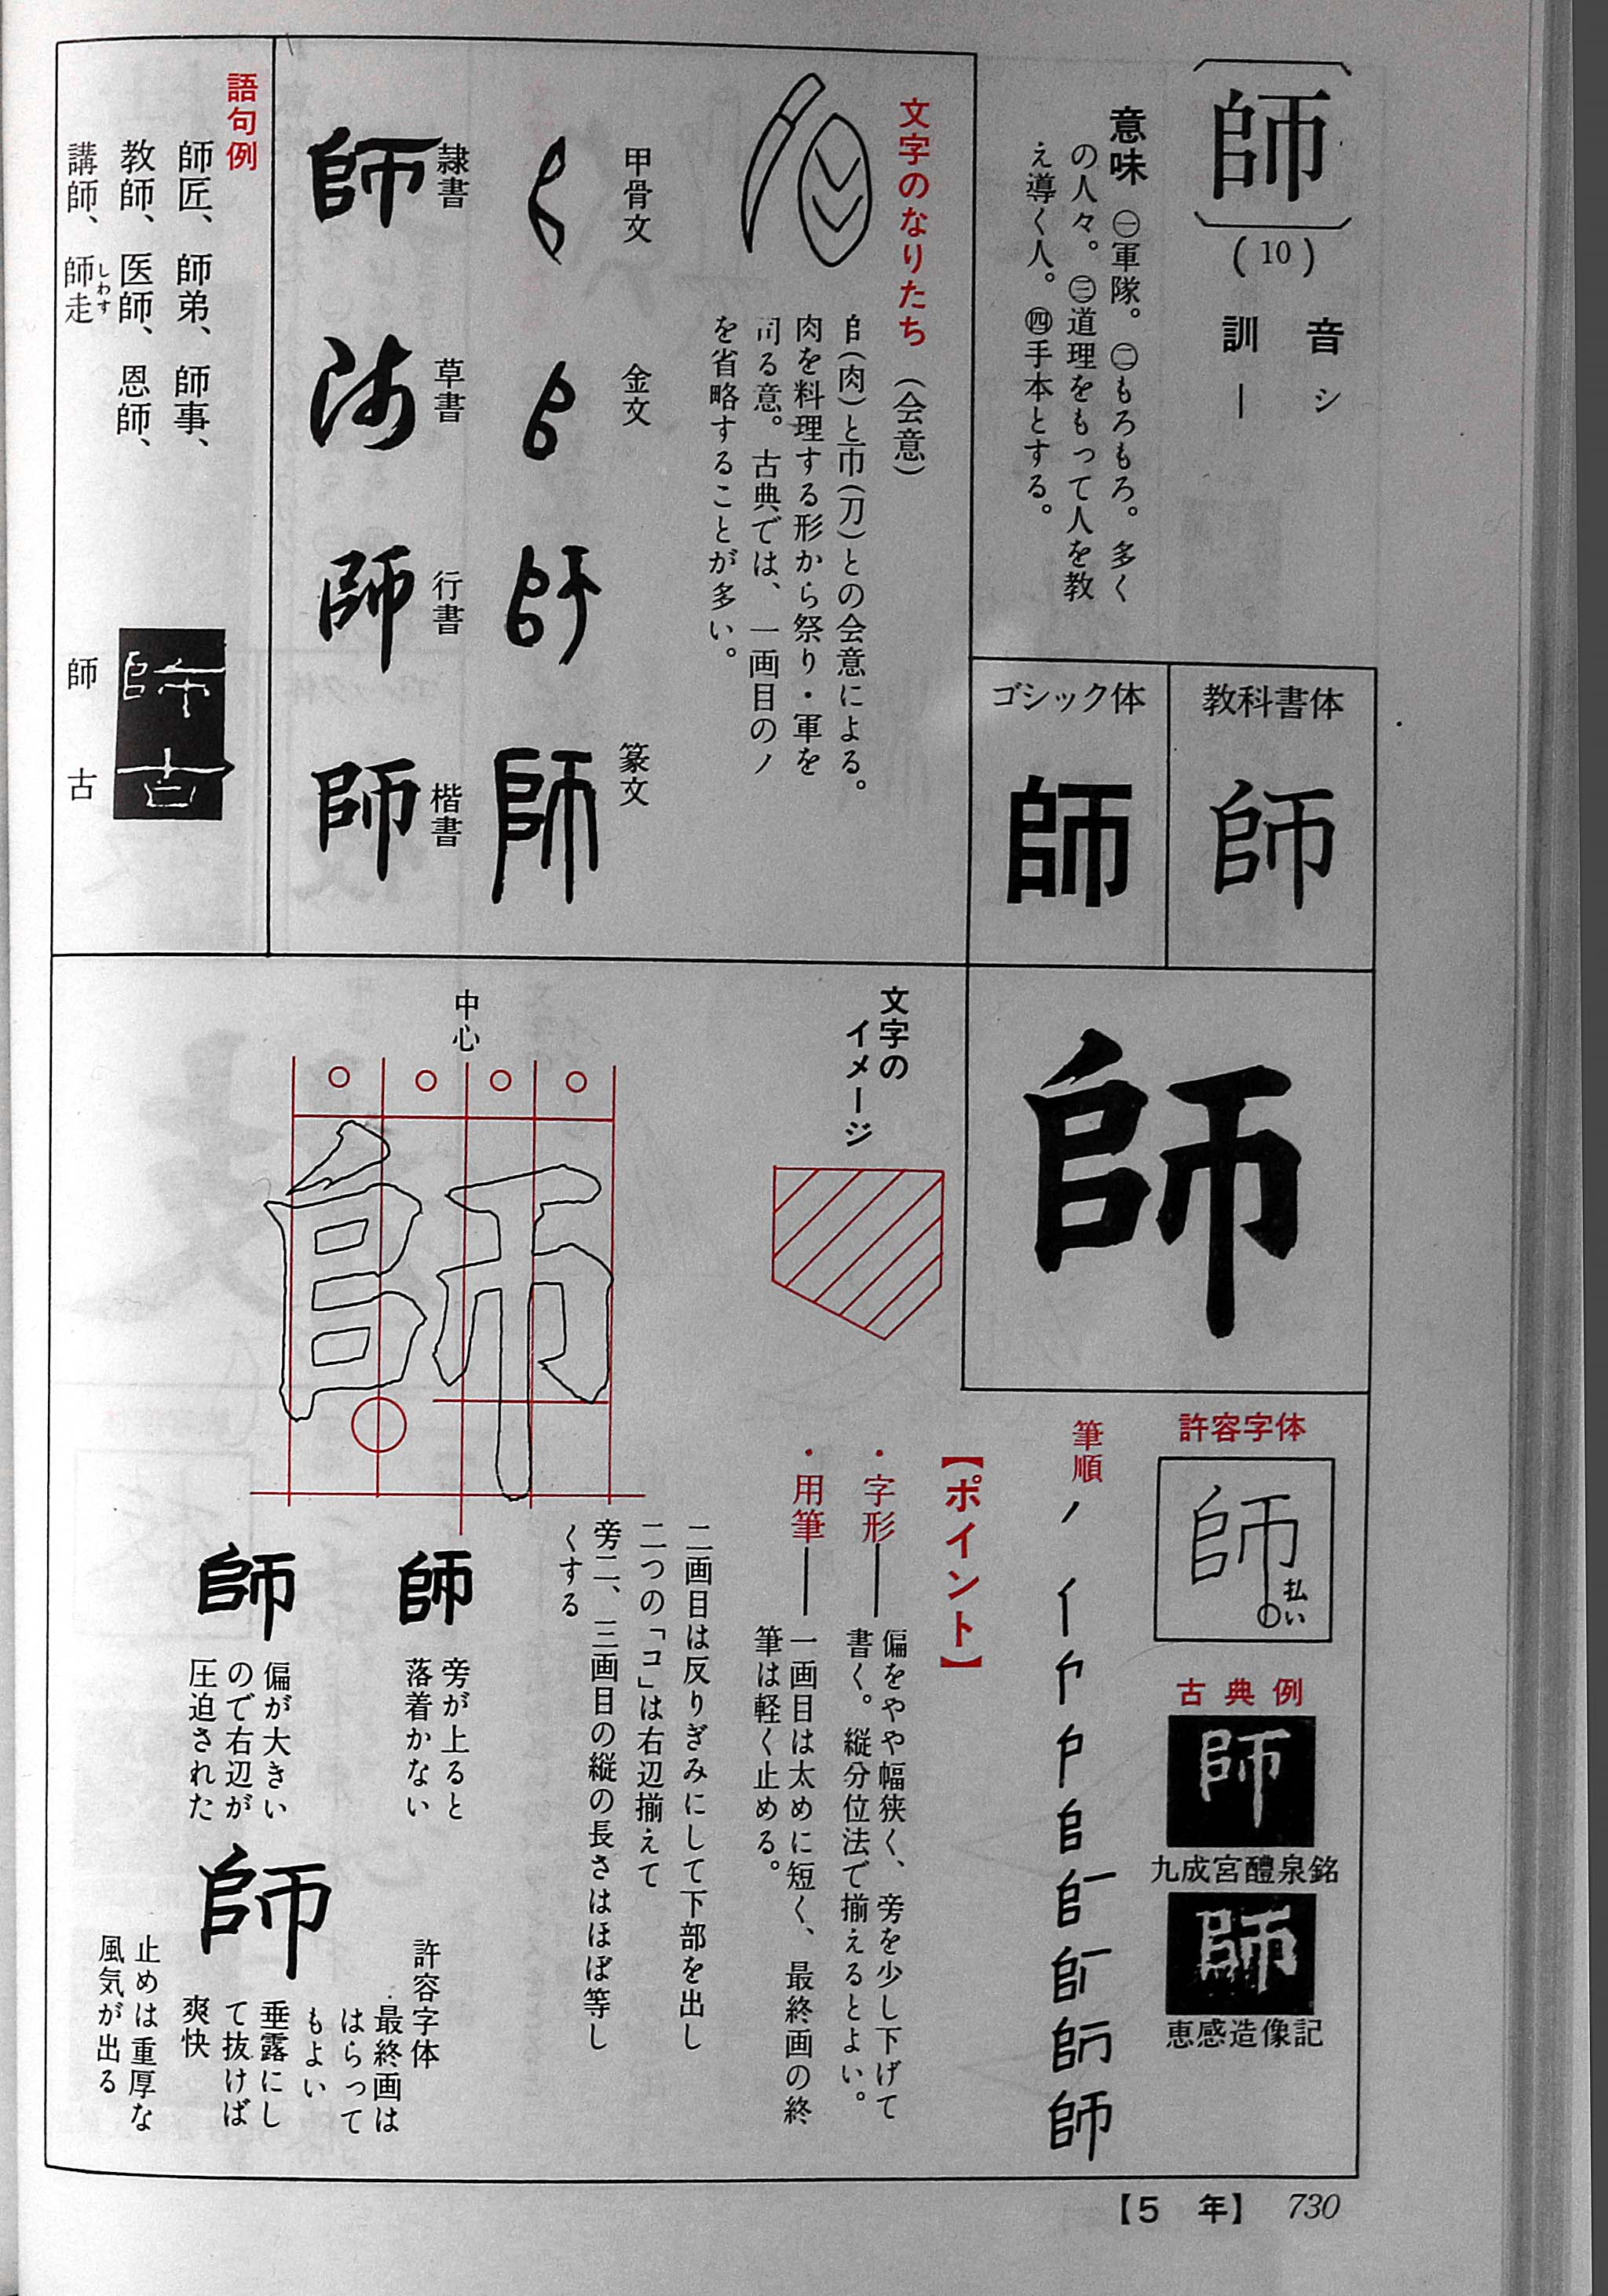 師
(10)
音 シ
訓 ―
意味 ㊀軍隊。㊁もろもろ。多く
の人々。㊂道理をもって人を教
え導く人。㊃手本とする。
教科書体
師
ゴシック体
師
文字のなりたち
(会意)
𠂤(肉)と帀(刀)との会意による。
肉を料理する形から祭り・軍を
司る意。古典では、一画目のノ
を省略することが多い。
甲骨文
金文
篆文
師
隷書
師
草書
師
行書
師
楷書
師
語句例
師匠、師弟、師事、
教師、医師、恩師、
講師、師走
しわす
師古
師古
師
許容字体
師
払い
古典例
師
九成宮醴泉銘
師
恵感造像記
筆順
師
【ポイント】
・字形― 偏をやや幅狭く、旁を少し下げて
書く。縦分位法で揃えるとよい。
・用筆― 一画目は太めに短く、最終画の終
筆は軽く止める。
文字の
イメージ
中心
師
二画目は反りぎみにして下部を出し
二つの「コ」は右辺揃えて
旁二、三画目の縦の長さはほぼ等し
くする
師
旁が上ると
落着かない
師
偏が大きい
ので右辺が
圧迫された
師
許容字体
・最終画は
はらって
もよい
垂露にし
て抜けば
爽快
止めは重厚な
風気が出る
【5 年】 730